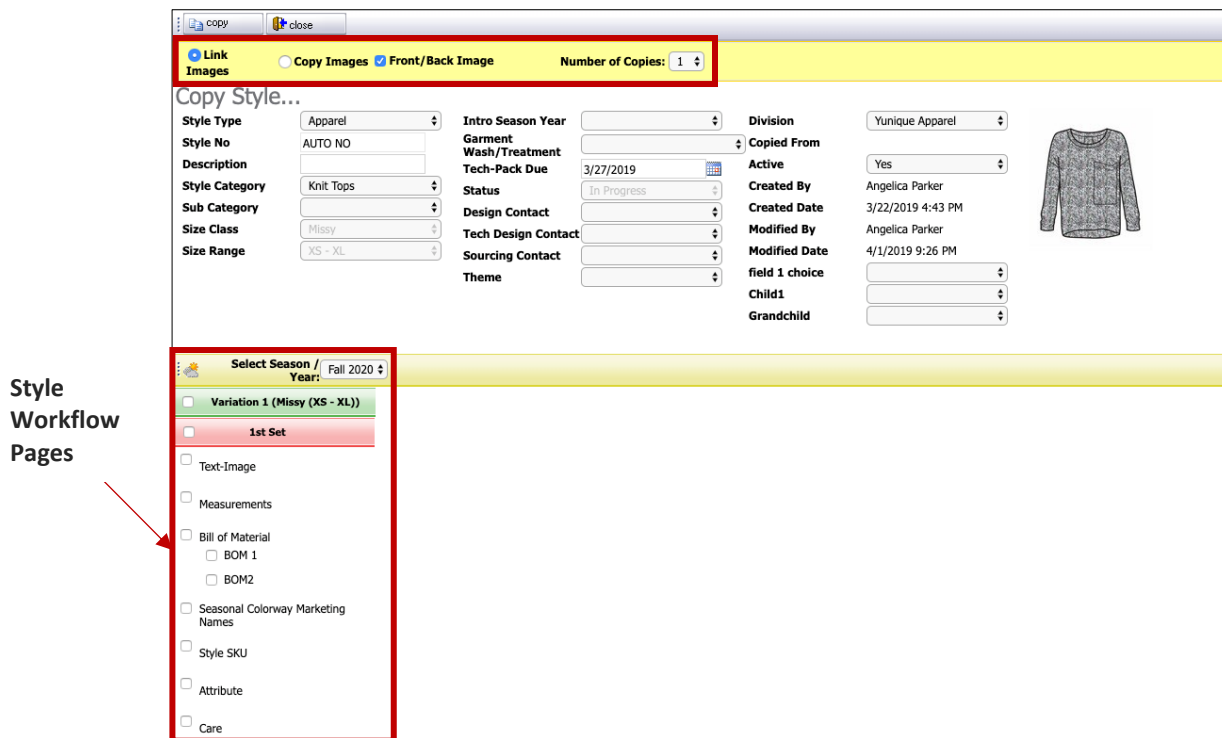 copy close
Link Images Copy Images Front/Back Image Number of Copies: 1
Copy Style...
Style Type Apparel Intro Season Year Division Yunique Apparel
Style No AUTO NO Garment Wash/Treatment Copied From
Description Tech-Pack Due 3/27/2019 Active Yes
Style Category Knit Tops Status In Progress Created By Angelica Parker
Sub Category Design Contact Created Date 3/22/2019 4:43 PM
Size Class Missy Tech Design Contact Modified By Angelica Parker
Size Range XS - XL Sourcing Contact Modified Date 4/1/2019 9:26 PM
Theme field 1 choice
Child1
Grandchild
Select Season / Year: Fall 2020
Style
Workflow
Pages
Variation 1 (Missy (XS - XL))
1st Set
Text-Image
Measurements
Bill of Material
BOM 1
BOM2
Seasonal Colorway Marketing
Names
Style SKU
Attribute
Care